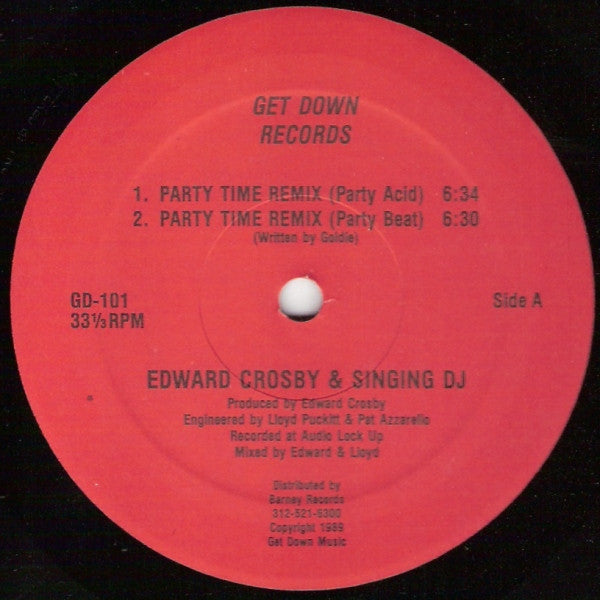 GET DOWN
RECORDS
1. PARTY TIME REMIX (Party Acid) 6:34
2. PARTY TIME REMIX (Party Beat) 6:30
(Written by Goldie)
GD-101
33⅓ RPM
Side A
EDWARD CROSBY & SINGING DJ
Produced by Edward Crosby
Engineered by Lloyd Puckitt & Pat Azzarello
Recorded at Audio Lock Up
Mixed by Edward & Lloyd
Distributed by
Barney Records
312-521-6300
Copyright 1989
Get Down Music